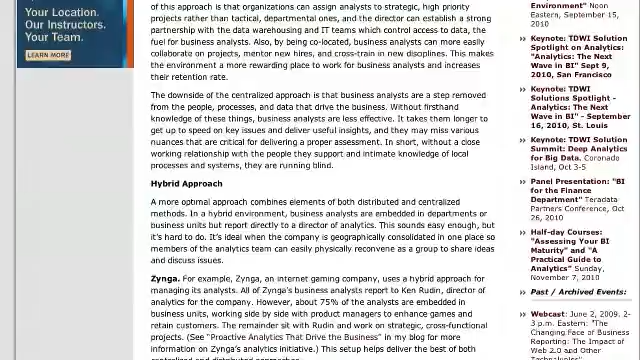 Your Location.
Our Instructors.
Your Team.
LEARN MORE
of this approach is that organizations can assign analysts to strategic, high priority
projects rather than tactical, departmental ones, and the director can establish a strong
partnership with the data warehousing and IT teams which control access to data, the
fuel for business analysts. Also, by being co-located, business analysts can more easily
collaborate on projects, mentor new hires, and cross-train in new disciplines. This makes
the environment a more rewarding place to work for business analysts and increases
their retention rate.
The downside of the centralized approach is that business analysts are a step removed
from the people, processes, and data that drive the business. Without firsthand
knowledge of these things, business analysts are less effective. It takes them longer to
get up to speed on key issues and deliver useful insights, and they may miss various
nuances that are critical for delivering a proper assessment. In short, without a close
working relationship with the people they support and intimate knowledge of local
processes and systems, they are running blind.
Hybrid Approach
A more optimal approach combines elements of both distributed and centralized
methods. In a hybrid environment, business analysts are embedded in departments or
business units but report directly to a director of analytics. This sounds easy enough, but
it's hard to do. It's ideal when the company is geographically consolidated in one place so
members of the analytics team can easily physically reconvene as a group to share ideas
and discuss issues.
Zynga. For example, Zynga, an internet gaming company, uses a hybrid approach for
managing its analysts. All of Zynga's business analysts report to Ken Rudin, director of
analytics for the company. However, about 75% of the analysts are embedded in
business units, working side by side with product managers to enhance games and
retain customers. The remainder sit with Rudin and work on strategic, cross-functional
projects. (See "Proactive Analytics That Drive the Business" in my blog for more
information on Zynga's analytics initiative.) This setup helps deliver the best of both
Environment" Noon
Eastern, September 15,
2010
» Keynote: TDWI Solution
Spotlight on Analytics:
"Analytics: The Next
Wave in BI" Sept 9,
2010, San Francisco
» Keynote: TDWI
Solutions Spotlight -
Analytics: The Next
Wave in BI" - September
16, 2010, St. Louis
» Keynote: TDWI Solution
Summit: Deep Analytics
for Big Data. Coronado
Island, Oct 3-5
» Panel Presentation: "BI
for the Finance
Department" Teradata
Partners Conference, Oct
26, 2010
» Half-day Courses:
"Assessing Your BI
Maturity" and "A
Practical Guide to
Analytics" Sunday,
November 7, 2010
» Past / Archived Events:
» Webcast: June 2, 2009. 2-
3 p.m. Eastern: "The
Changing Face of Business
Reporting: The Impact of
Web 2.0 and Other